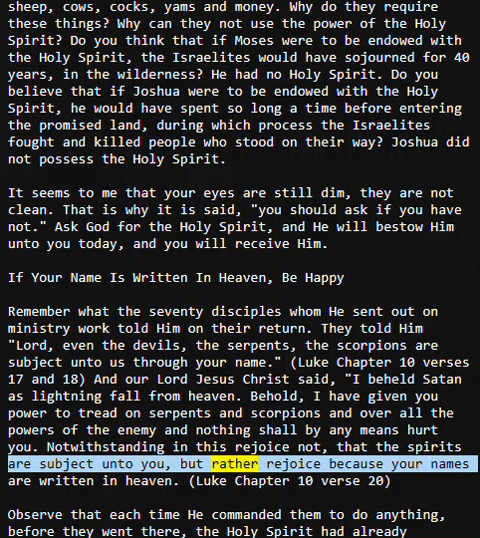 sheep, cows, cocks, yams and money. Why do they require
these things? Why can they not use the power of the Holy
Spirit? Do you think that if Moses were to be endowed with
the Holy Spirit, the Israelites would have sojourned for 40
years, in the wilderness? He had no Holy Spirit. Do you
believe that if Joshua were to be endowed with the Holy
Spirit, he would have spent so long a time before entering
the promised land, during which process the Israelites
fought and killed people who stood on their way? Joshua did
not possess the Holy Spirit.
It seems to me that your eyes are still dim, they are not
clean. That is why it is said, "you should ask if you have
not." Ask God for the Holy Spirit, and He will bestow Him
unto you today, and you will receive Him.
If Your Name Is Written In Heaven, Be Happy
Remember what the seventy disciples whom He sent out on
ministry work told Him on their return. They told Him
"Lord, even the devils, the serpents, the scorpions are
subject unto us through your name." (Luke Chapter 10 verses
17 and 18) And our Lord Jesus Christ said, "I beheld Satan
as lightning fall from heaven. Behold, I have given you
power to tread on serpents and scorpions and over all the
powers of the enemy and nothing shall by any means hurt
you. Notwithstanding in this rejoice not, that the spirits
are subject unto you, but rather rejoice because your names
are written in heaven. (Luke Chapter 10 verse 20)
Observe that each time He commanded them to do anything,
before they went there, the Holy Spirit had already